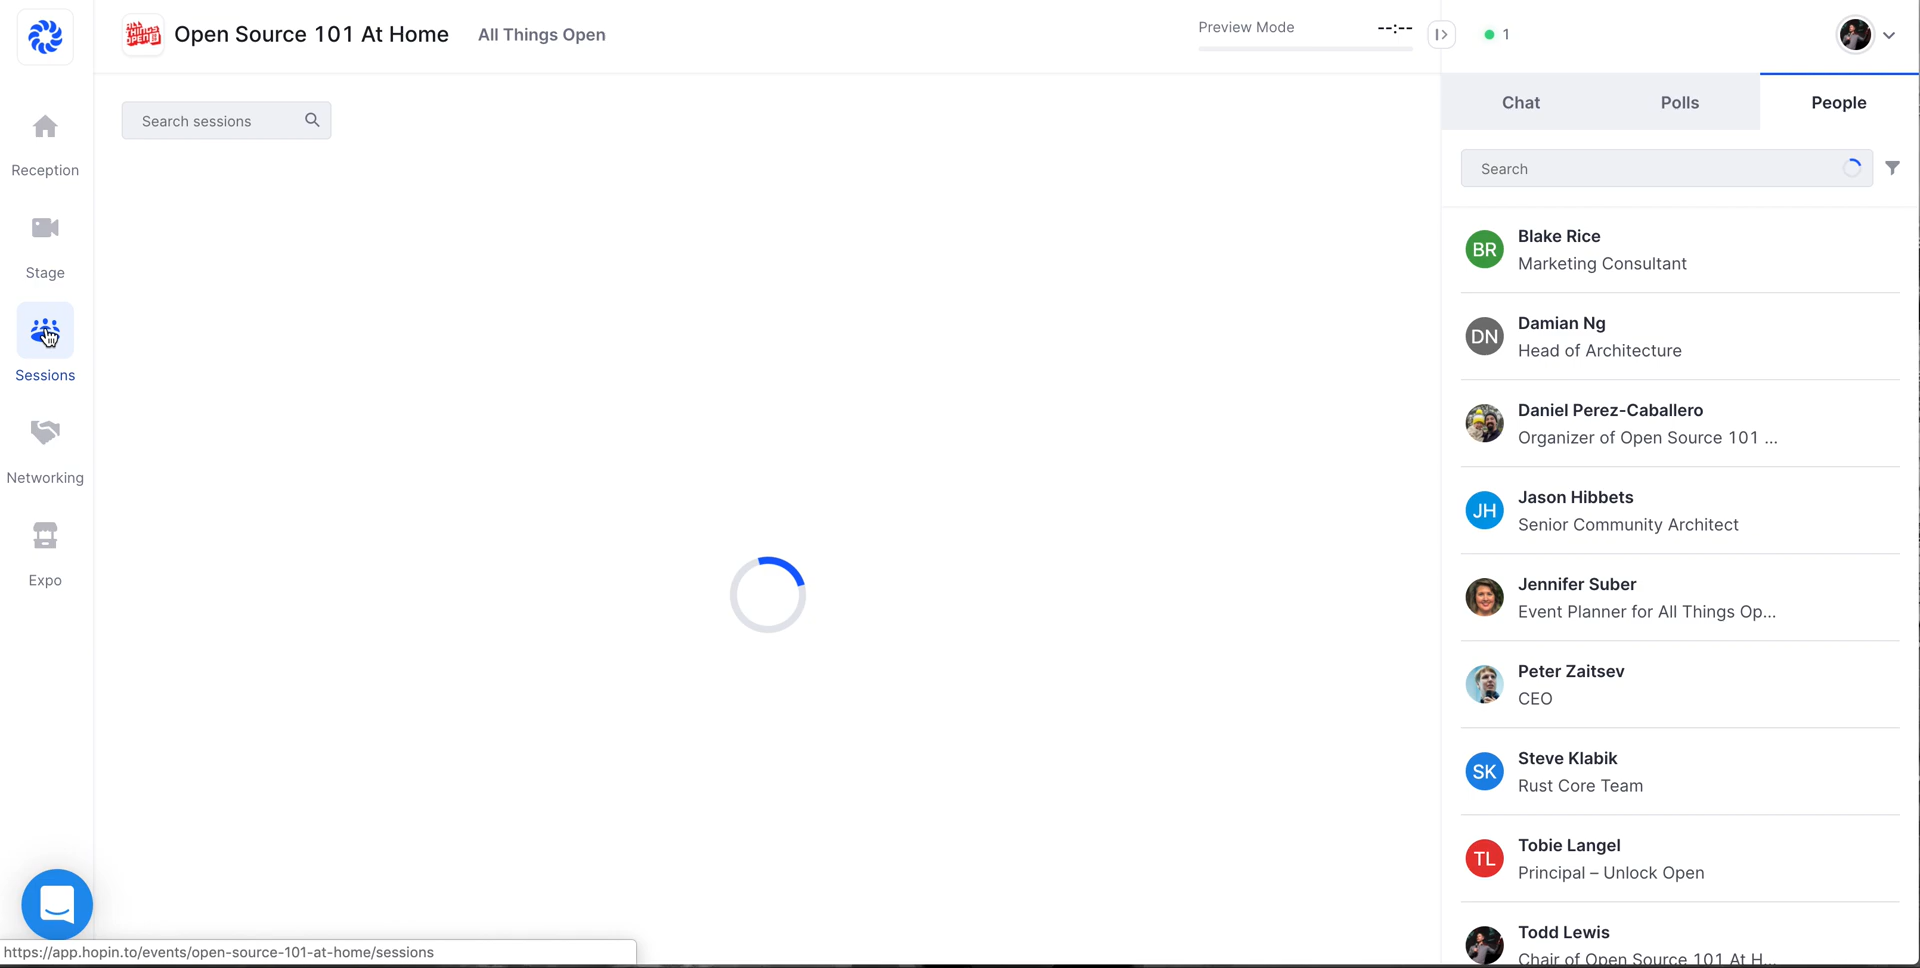 ALL THINGS OPEN
Open Source 101 At Home
All Things Open
Preview Mode
--:--
1
Reception
Stage
Sessions
Networking
Expo
Search sessions
Chat
Polls
People
Search
BR
Blake Rice
Marketing Consultant
DN
Damian Ng
Head of Architecture
Daniel Perez-Caballero
Organizer of Open Source 101 ...
JH
Jason Hibbets
Senior Community Architect
Jennifer Suber
Event Planner for All Things Op...
Peter Zaitsev
CEO
SK
Steve Klabik
Rust Core Team
TL
Tobie Langel
Principal – Unlock Open
Todd Lewis
Chair of Open Source 101 At H...
https://app.hopin.to/events/open-source-101-at-home/sessions